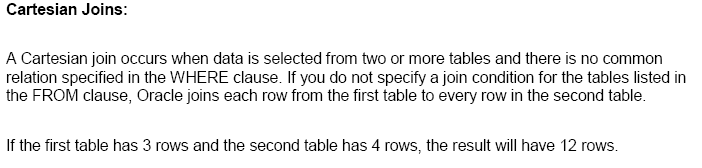 Cartesian Joins:
A Cartesian join occurs when data is selected from two or more tables and there is no common
relation specified in the WHERE clause. If you do not specify a join condition for the tables listed in
the FROM clause, Oracle joins each row from the first table to every row in the second table.
If the first table has 3 rows and the second table has 4 rows, the result will have 12 rows.